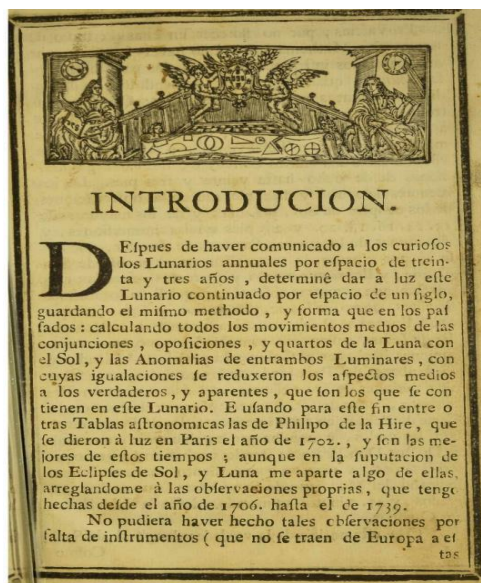 INTRODUCION.
DEſpues de haver comunicado a los curioſos
los Lunarios annuales por eſpacio de trein-
ta y tres años , determinê dar a luz eſte
Lunario continuado por eſpacio de un ſiglo,
guardando el miſmo methodo , y forma que en los paſ
ſados : calculando todos los movimientos medios de las
conjunciones , opoſiciones , y quartos de la Luna con
el Sol , y las Anomalias de entrambos Luminares , con
cuyas igualaciones ſe reduxeron los aſpectos medios
a los verdaderos , y aparentes , que ſon los que ſe con
tienen en eſte Lunario. E uſando para eſte fin entre o
tras Tablas aſtronomicas las de Philipo de la Hire , que
ſe dieron à luz en Paris el año de 1702. , y ſon las me-
jores de eſtos tiempos ; aunque en la ſuputacion de
los Eclipſes de Sol , y Luna me aparte algo de ellas,
arreglandome à las obſervaciones proprias , que tengo
hechas deſde el año de 1706. haſta el de 1739.
No pudiera haver hecho tales obſervaciones por
falta de inſtrumentos ( que no ſe traen de Europa a eſ
tas